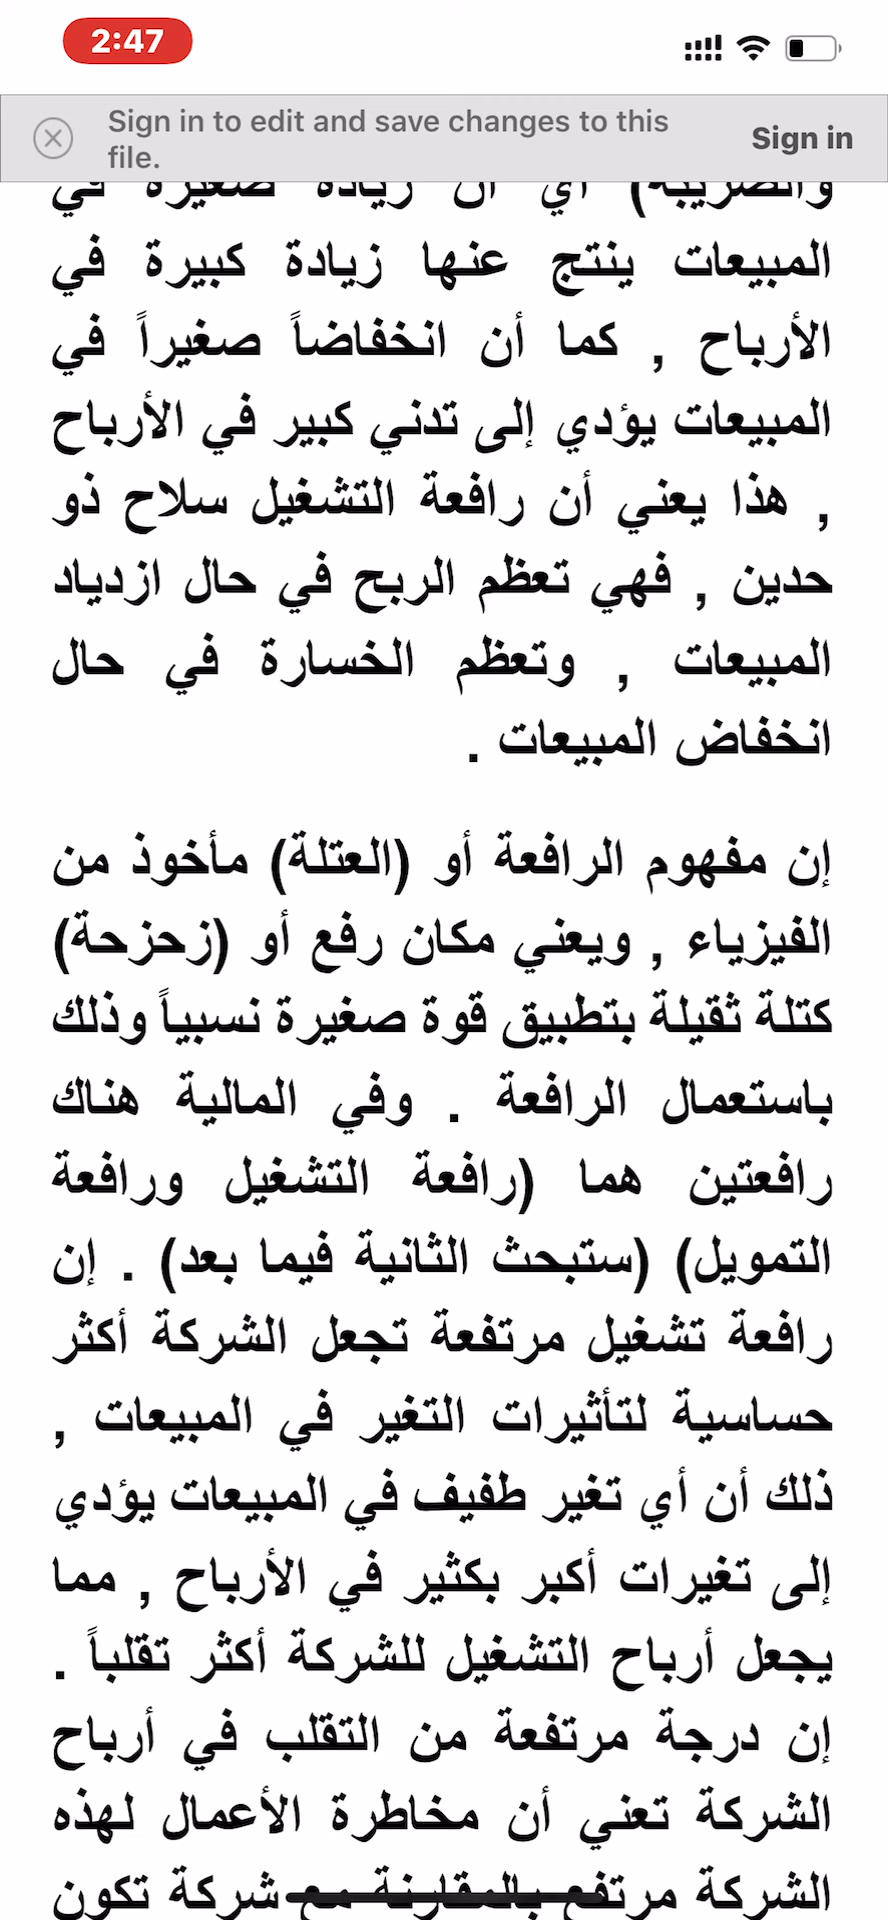 2:47
Sign in to edit and save changes to this
file.
Sign in
والضريبة) أي أن زيادة صغيرة في
المبيعات ينتج عنها زيادة كبيرة في
الأرباح , كما أن انخفاضاً صغيراً في
المبيعات يؤدي إلى تدني كبير في الأرباح
, هذا يعني أن رافعة التشغيل سلاح ذو
حدين , فهي تعظم الربح في حال ازدياد
المبيعات , وتعظم الخسارة في حال
انخفاض المبيعات .
إن مفهوم الرافعة أو (العتلة) مأخوذ من
الفيزياء , ويعني مكان رفع أو (زحزحة)
كتلة ثقيلة بتطبيق قوة صغيرة نسبياً وذلك
باستعمال الرافعة . وفي المالية هناك
رافعتين هما (رافعة التشغيل ورافعة
التمويل) (ستبحث الثانية فيما بعد) . إن
رافعة تشغيل مرتفعة تجعل الشركة أكثر
حساسية لتأثيرات التغير في المبيعات ,
ذلك أن أي تغير طفيف في المبيعات يؤدي
إلى تغيرات أكبر بكثير في الأرباح , مما
يجعل أرباح التشغيل للشركة أكثر تقلباً .
إن درجة مرتفعة من التقلب في أرباح
الشركة تعني أن مخاطرة الأعمال لهذه
الشركة مرتفع بالمقارنة مع شركة تكون